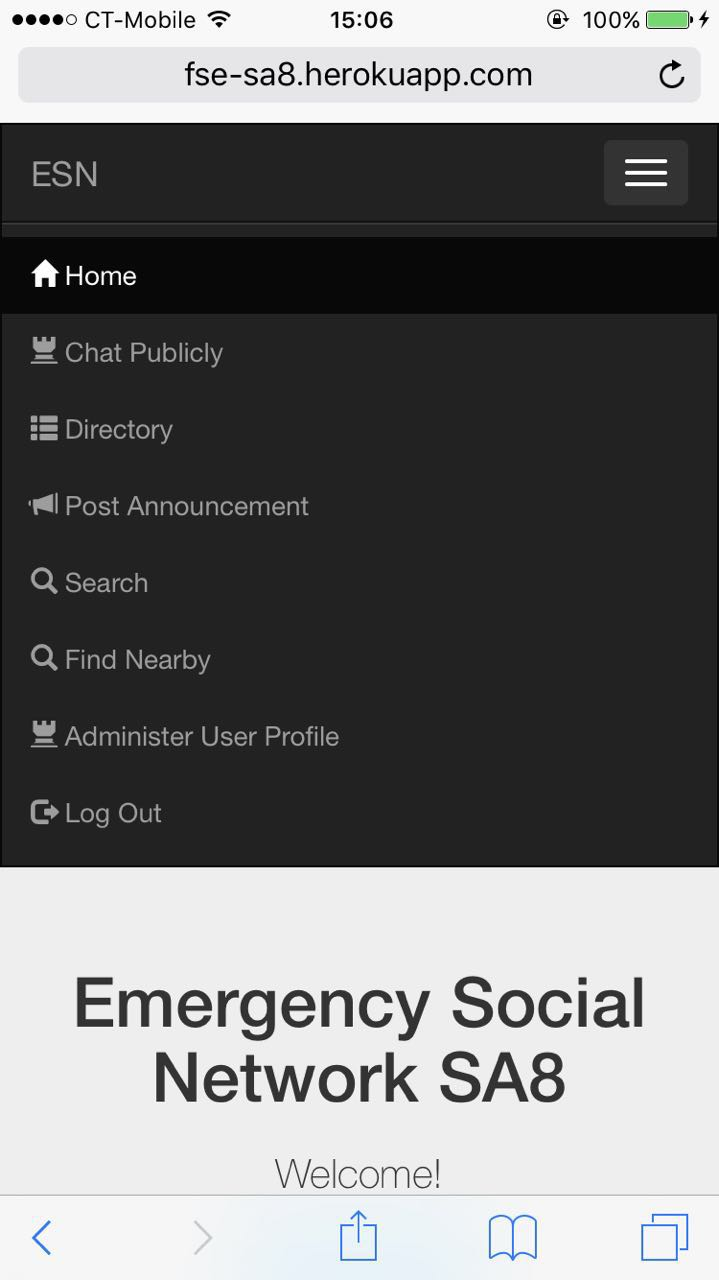 CT-Mobile 15:06 100%
fse-sa8.herokuapp.com
ESN
Home
Chat Publicly
Directory
Post Announcement
Search
Find Nearby
Administer User Profile
Log Out
Emergency Social
Network SA8
Welcome!